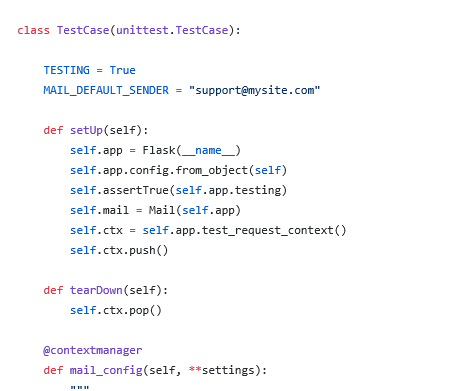 class TestCase(unittest.TestCase):

    TESTING = True
    MAIL_DEFAULT_SENDER = "support@mysite.com"

    def setUp(self):
        self.app = Flask(__name__)
        self.app.config.from_object(self)
        self.assertTrue(self.app.testing)
        self.mail = Mail(self.app)
        self.ctx = self.app.test_request_context()
        self.ctx.push()

    def tearDown(self):
        self.ctx.pop()

    @contextmanager
    def mail_config(self, **settings):
        """